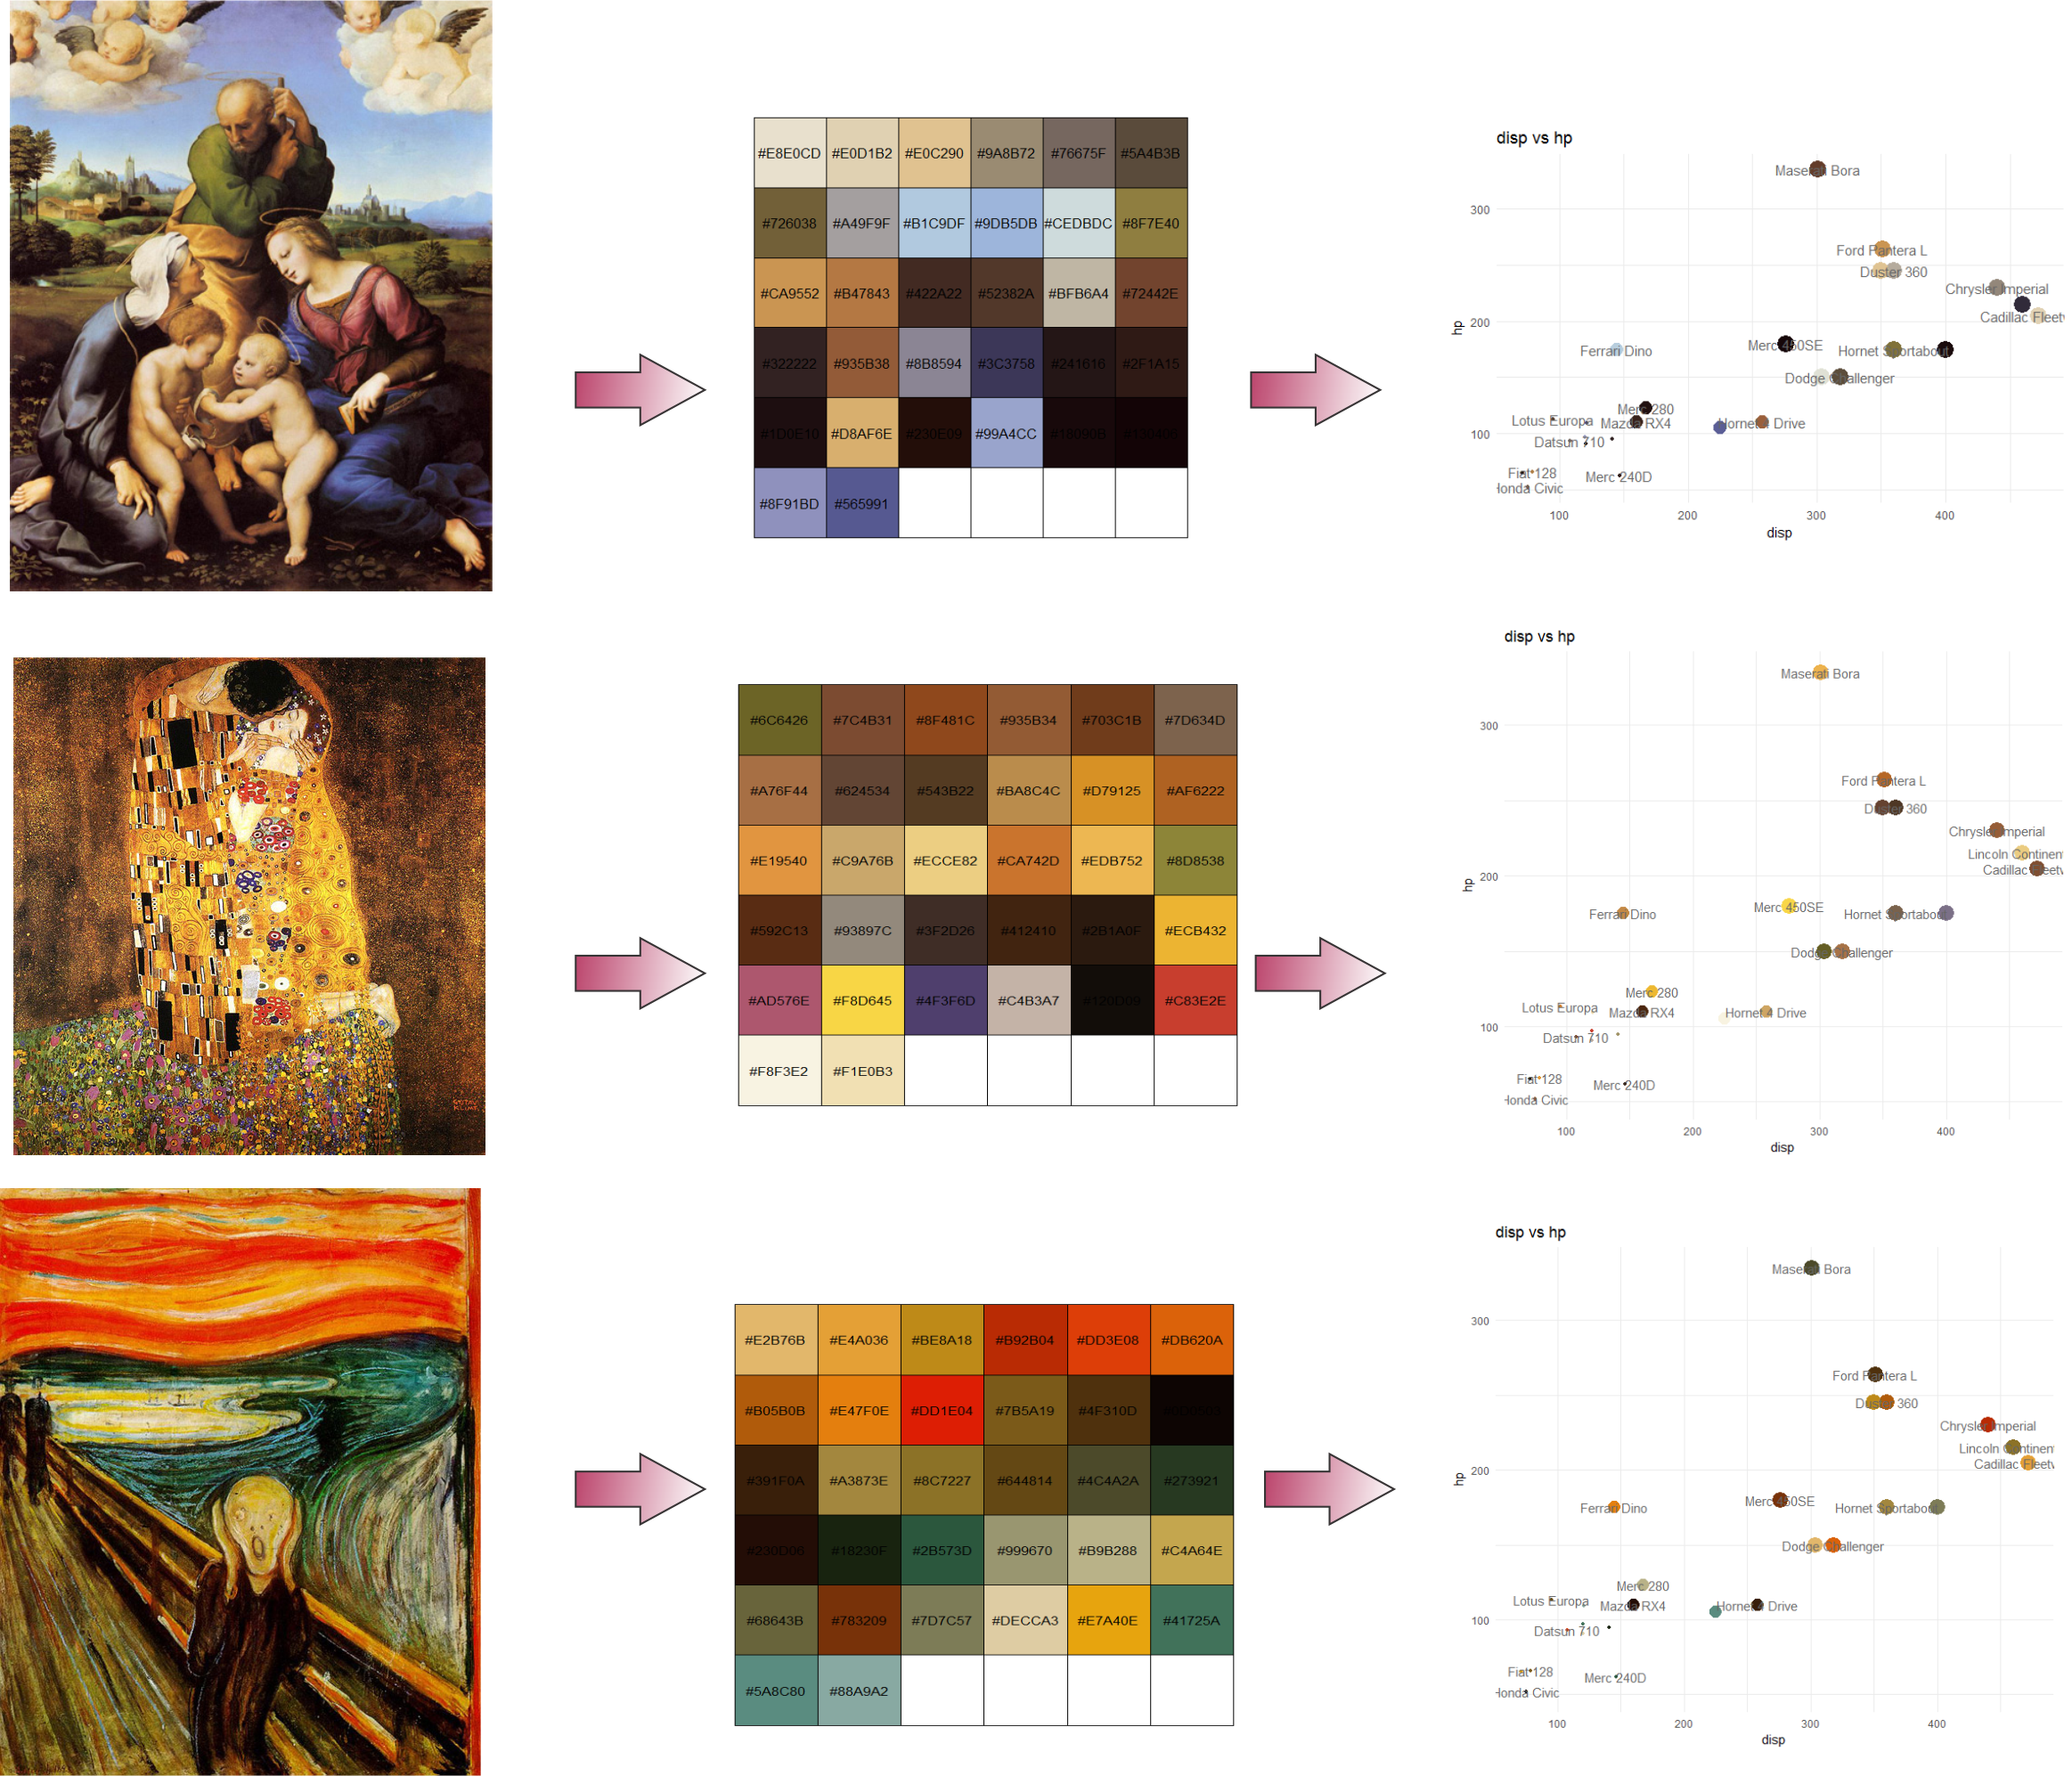 #E8E0CD #E0D1B2 #E0C290 #9A8B72 #76675F #5A4B3B
#726038 #A49F9F #B1C9DF #9DB5DB #CEDBDC #8F7E40
#CA9552 #B47843 #422A22 #52382A #BFB6A4 #72442E
#322222 #935B38 #8B8594 #3C3758 #241616 #2F1A15
#1D0E10 #D8AF6E #230E09 #99A4CC
#8F91BD #565991
disp vs hp
Maserati Bora
300
Ford Pantera L
Duster 360
Chrysler Imperial
Cadillac Fleetw
hp
200
Ferrari Dino
Merc 450SE
Hornet Sportabout
Dodge Challenger
Merc 280
Lotus Europa
Mazda RX4
Hornet 4 Drive
100
Datsun 710
Fiat 128
Merc 240D
Honda Civic
100 200 300 400
disp
#6C6426 #7C4B31 #8F481C #935B34 #703C1B #7D634D
#A76F44 #624534 #543B22 #BA8C4C #D79125 #AF6222
#E19540 #C9A76B #ECCE82 #CA742D #EDB752 #8D8538
#592C13 #93897C #3F2D26 #412410 #2B1A0F #ECB432
#AD576E #F8D645 #4F3F6D #C4B3A7 #120D09 #C83E2E
#F8F3E2 #F1E0B3
disp vs hp
Maserati Bora
300
Ford Pantera L
Duster 360
Chrysler Imperial
Lincoln Continen
Cadillac Fleetw
hp
200
Ferrari Dino
Merc 450SE
Hornet Sportabout
Dodge Challenger
Merc 280
Lotus Europa
Mazda RX4
Hornet 4 Drive
100
Datsun 710
Fiat 128
Merc 240D
Honda Civic
100 200 300 400
disp
#E2B76B #E4A036 #BE8A18 #B92B04 #DD3E08 #DB620A
#B05B0B #E47F0E #DD1E04 #7B5A19 #4F310D
#391F0A #A3873E #8C7227 #644814 #4C4A2A #273921
#230D06 #18230F #2B573D #999670 #B9B288 #C4A64E
#68643B #783209 #7D7C57 #DECCA3 #E7A40E #41725A
#5A8C80 #88A9A2
disp vs hp
Maserati Bora
300
Ford Pantera L
Duster 360
Chrysler Imperial
Lincoln Continen
Cadillac Fleetw
hp
200
Ferrari Dino
Merc 450SE
Hornet Sportabout
Dodge Challenger
Merc 280
Lotus Europa
Mazda RX4
Hornet 4 Drive
100
Datsun 710
Fiat 128
Merc 240D
Honda Civic
100 200 300 400
disp